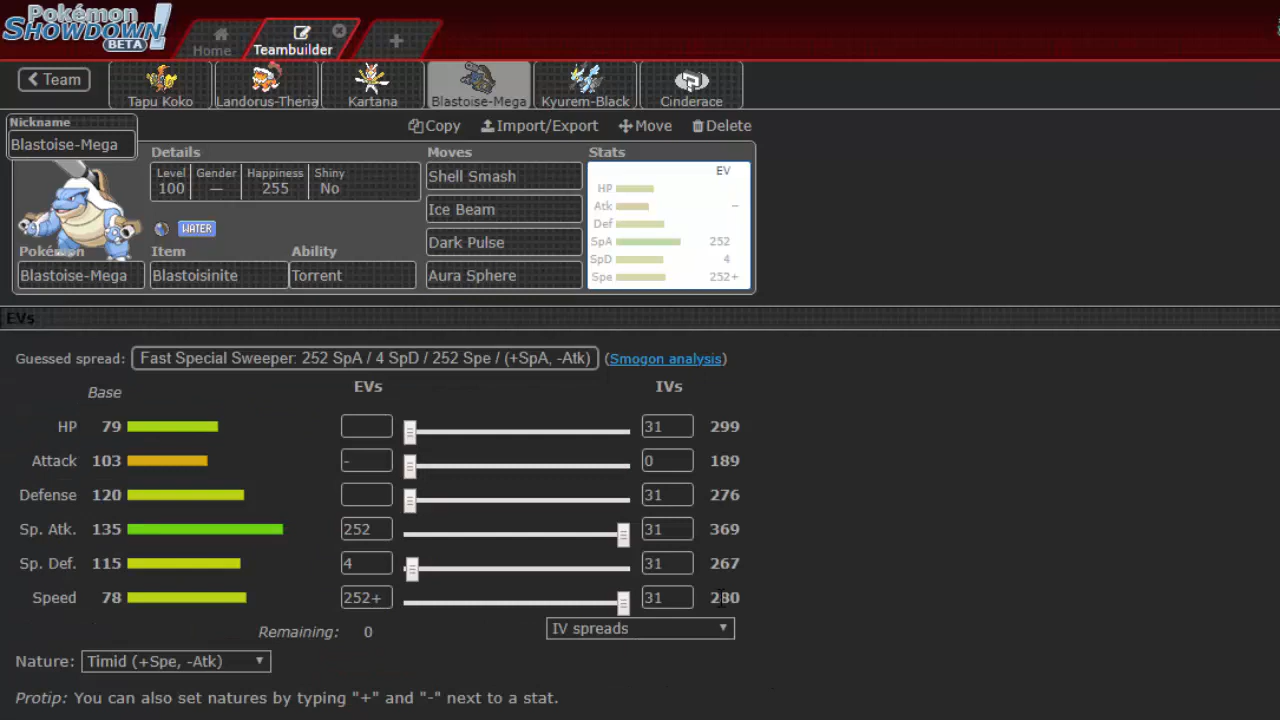 Pokémon
SHOWDOWN!
BETA
Home
Teambuilder
+
< Team
Tapu Koko
Landorus-Theria
Kartana
Blastoise-Mega
Kyurem-Black
Cinderace
Copy
Import/Export
Move
Delete
Nickname
Blastoise-Mega
Details
Level
100
Gender
—
Happiness
255
Shiny
No
WATER
Pokémon
Blastoise-Mega
Item
Blastoisinite
Ability
Torrent
Moves
Shell Smash
Ice Beam
Dark Pulse
Aura Sphere
Stats
EV
HP
Atk –
Def
SpA 252
SpD 4
Spe 252+
EVs
Guessed spread: Fast Special Sweeper: 252 SpA / 4 SpD / 252 Spe / (+SpA, -Atk) (Smogon analysis)
Base EVs IVs
HP 79 31 299
Attack 103 - 0 189
Defense 120 31 276
Sp. Atk. 135 252 31 369
Sp. Def. 115 4 31 267
Speed 78 252+ 31 280
Remaining: 0
IV spreads
Nature: Timid (+Spe, -Atk)
Protip: You can also set natures by typing "+" and "-" next to a stat.